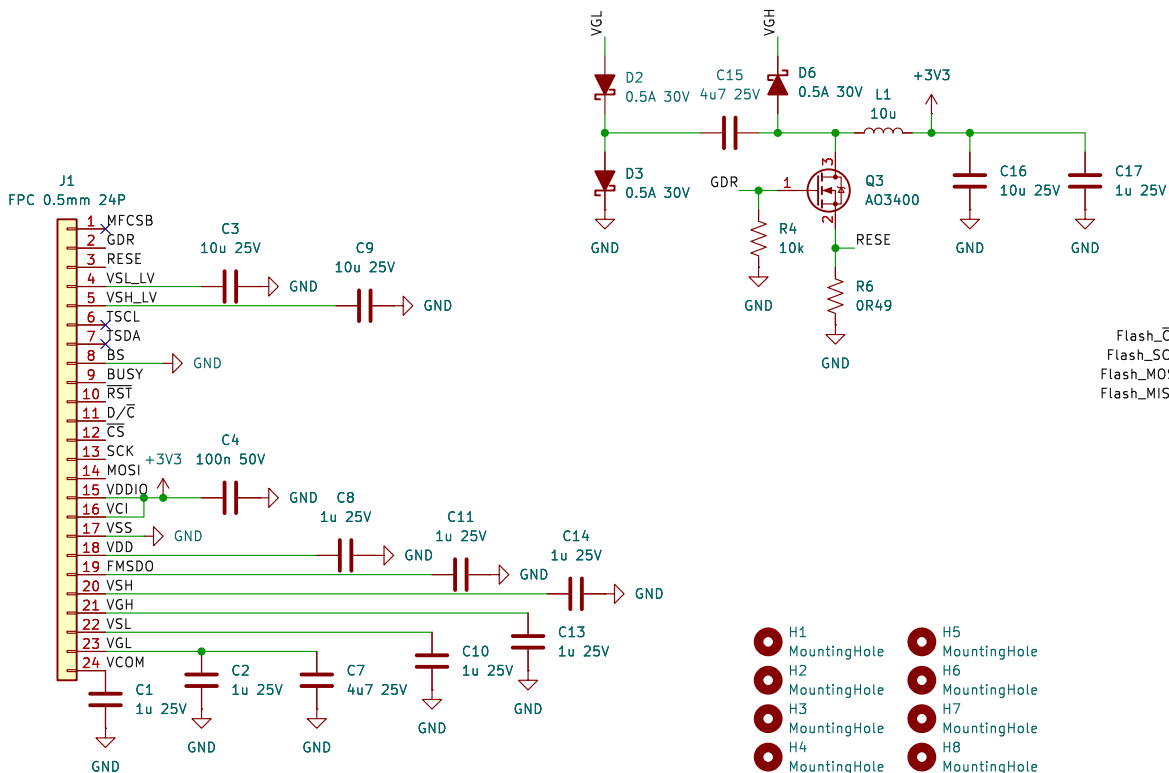 VGL
VGH
D2
0.5A 30V
C15
4u7 25V
D6
0.5A 30V
L1
10u
+3V3
D3
0.5A 30V
GND
GDR
1
3
2
Q3
AO3400
C16
10u 25V
GND
C17
1u 25V
GND
R4
10k
GND
RESE
R6
0R49
GND
J1
FPC 0.5mm 24P
1 MFCSB
2 GDR
3 RESE
4 VSL_LV
5 VSH_LV
6 TSCL
7 TSDA
8 BS
9 BUSY
10 RST
11 D/C
12 CS
13 SCK
14 MOSI
15 VDDIO
16 VCI
17 VSS
18 VDD
19 FMSDO
20 VSH
21 VGH
22 VSL
23 VGL
24 VCOM
C3
10u 25V
GND
C9
10u 25V
GND
GND
+3V3
C4
100n 50V
GND
GND
C8
1u 25V
GND
C11
1u 25V
GND
C14
1u 25V
GND
C13
1u 25V
GND
C10
1u 25V
GND
C7
4u7 25V
GND
C2
1u 25V
GND
C1
1u 25V
GND
Flash_
Flash_SC
Flash_MOS
Flash_MIS
H1
MountingHole
H2
MountingHole
H3
MountingHole
H4
MountingHole
H5
MountingHole
H6
MountingHole
H7
MountingHole
H8
MountingHole